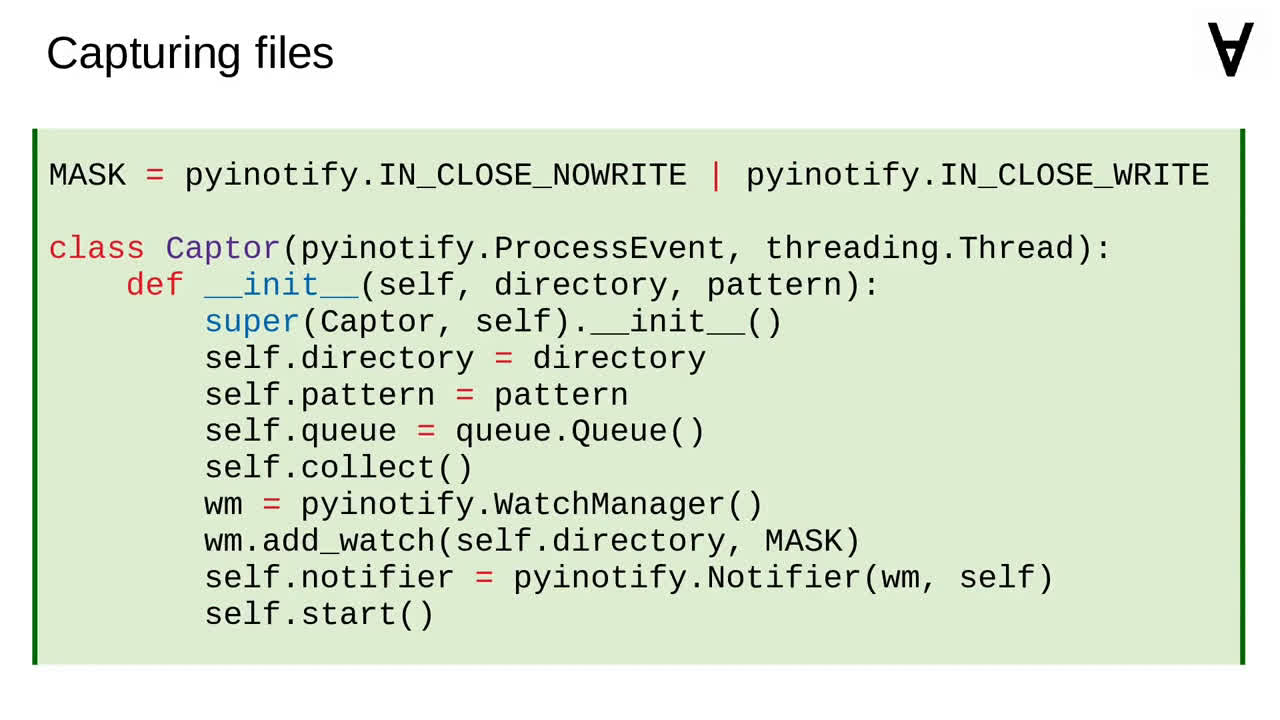 Capturing files
∀
MASK = pyinotify.IN_CLOSE_NOWRITE | pyinotify.IN_CLOSE_WRITE
class Captor(pyinotify.ProcessEvent, threading.Thread):
    def __init__(self, directory, pattern):
        super(Captor, self).__init__()
        self.directory = directory
        self.pattern = pattern
        self.queue = queue.Queue()
        self.collect()
        wm = pyinotify.WatchManager()
        wm.add_watch(self.directory, MASK)
        self.notifier = pyinotify.Notifier(wm, self)
        self.start()